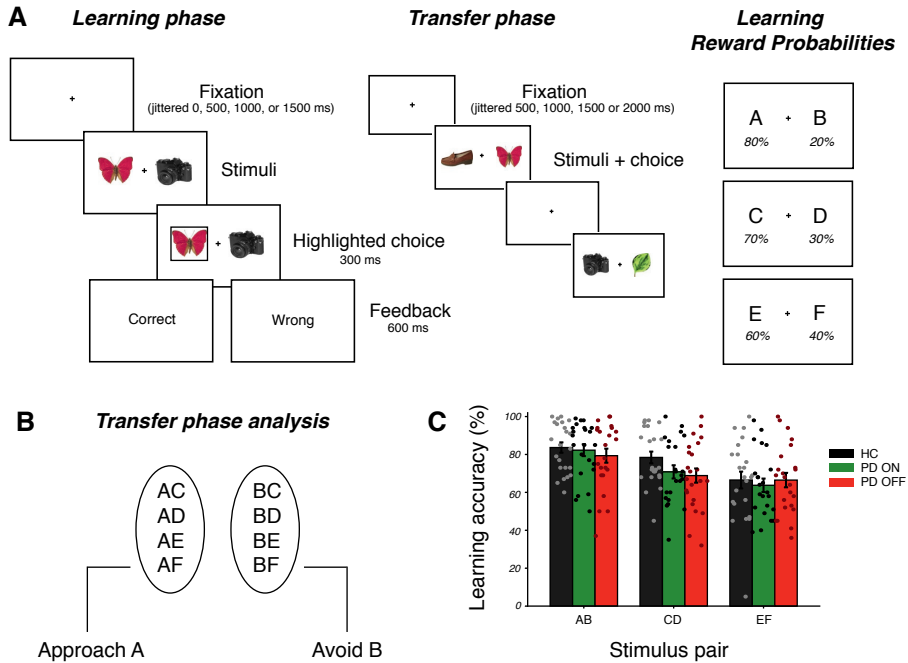 A
Learning phase
Fixation
(jittered 0, 500, 1000, or 1500 ms)
Stimuli
Highlighted choice
300 ms
Correct
Wrong
Feedback
600 ms
Transfer phase
Fixation
(jittered 500, 1000, 1500 or 2000 ms)
Stimuli + choice
Learning
Reward Probabilities
A + B
80% 20%
C + D
70% 30%
E + F
60% 40%
B
Transfer phase analysis
AC
AD
AE
AF
BC
BD
BE
BF
Approach A
Avoid B
C
Learning accuracy (%)
100
80
60
40
20
0
AB
CD
EF
Stimulus pair
HC
PD ON
PD OFF